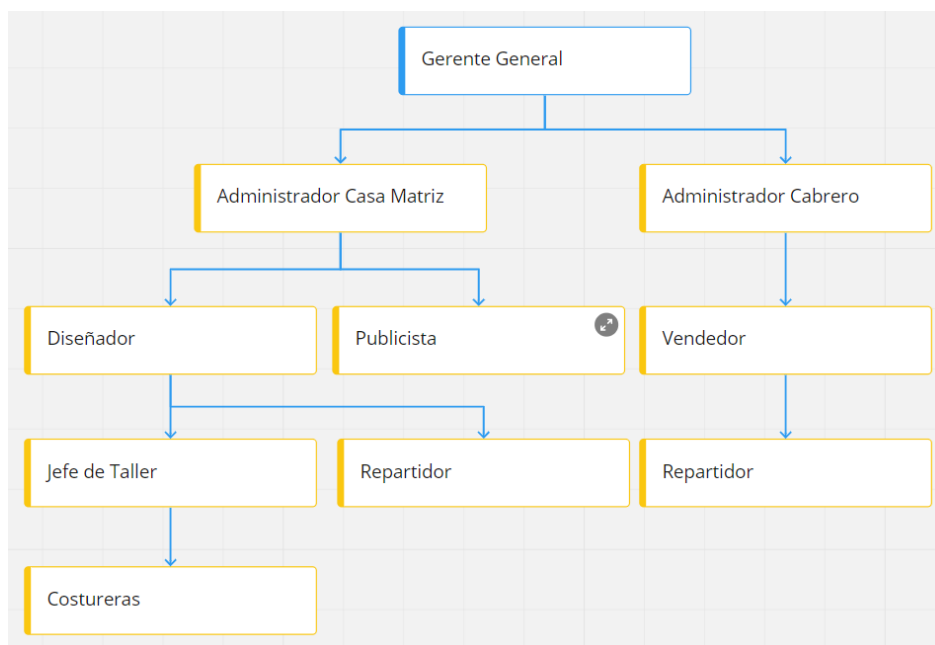 Gerente General
Administrador Casa Matriz
Administrador Cabrero
Diseñador
Publicista
Vendedor
Jefe de Taller
Repartidor
Repartidor
Costureras